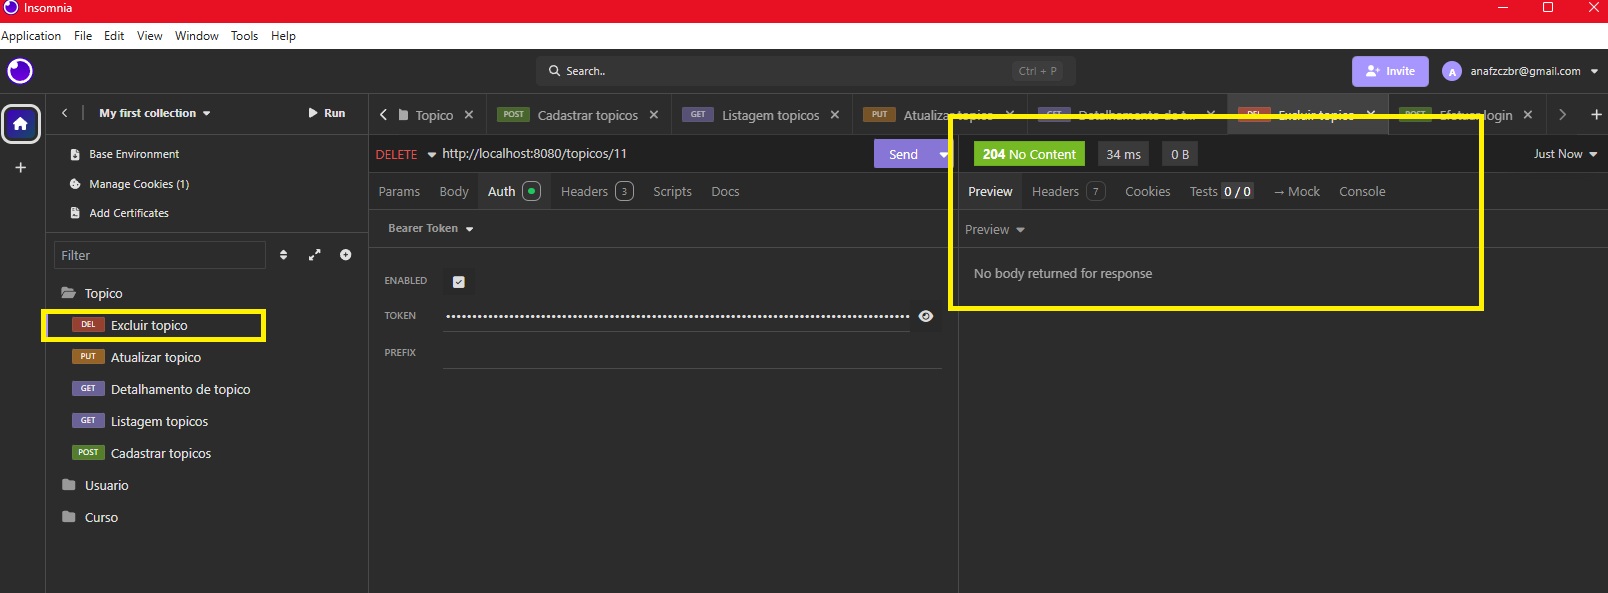 Insomnia
Application File Edit View Window Tools Help
Search.. Ctrl + P Invite A anafzczbr@gmail.com
My first collection Run Topico POST Cadastrar topicos GET Listagem topicos PUT Atualizar topico GET Detalhamento de t... DEL Excluir topico POST Efetuar login
Base Environment
Manage Cookies (1)
Add Certificates
Filter
Topico
DEL Excluir topico
PUT Atualizar topico
GET Detalhamento de topico
GET Listagem topicos
POST Cadastrar topicos
Usuario
Curso
DELETE http://localhost:8080/topicos/11 Send
Params Body Auth Headers 3 Scripts Docs
Bearer Token
ENABLED
TOKEN ••••••••••••••••••••••••••••••••••••••••••••••••••••••••••••••••••••••••••••••••••••
PREFIX
204 No Content 34 ms 0 B Just Now
Preview Headers 7 Cookies Tests 0 / 0 → Mock Console
Preview
No body returned for response